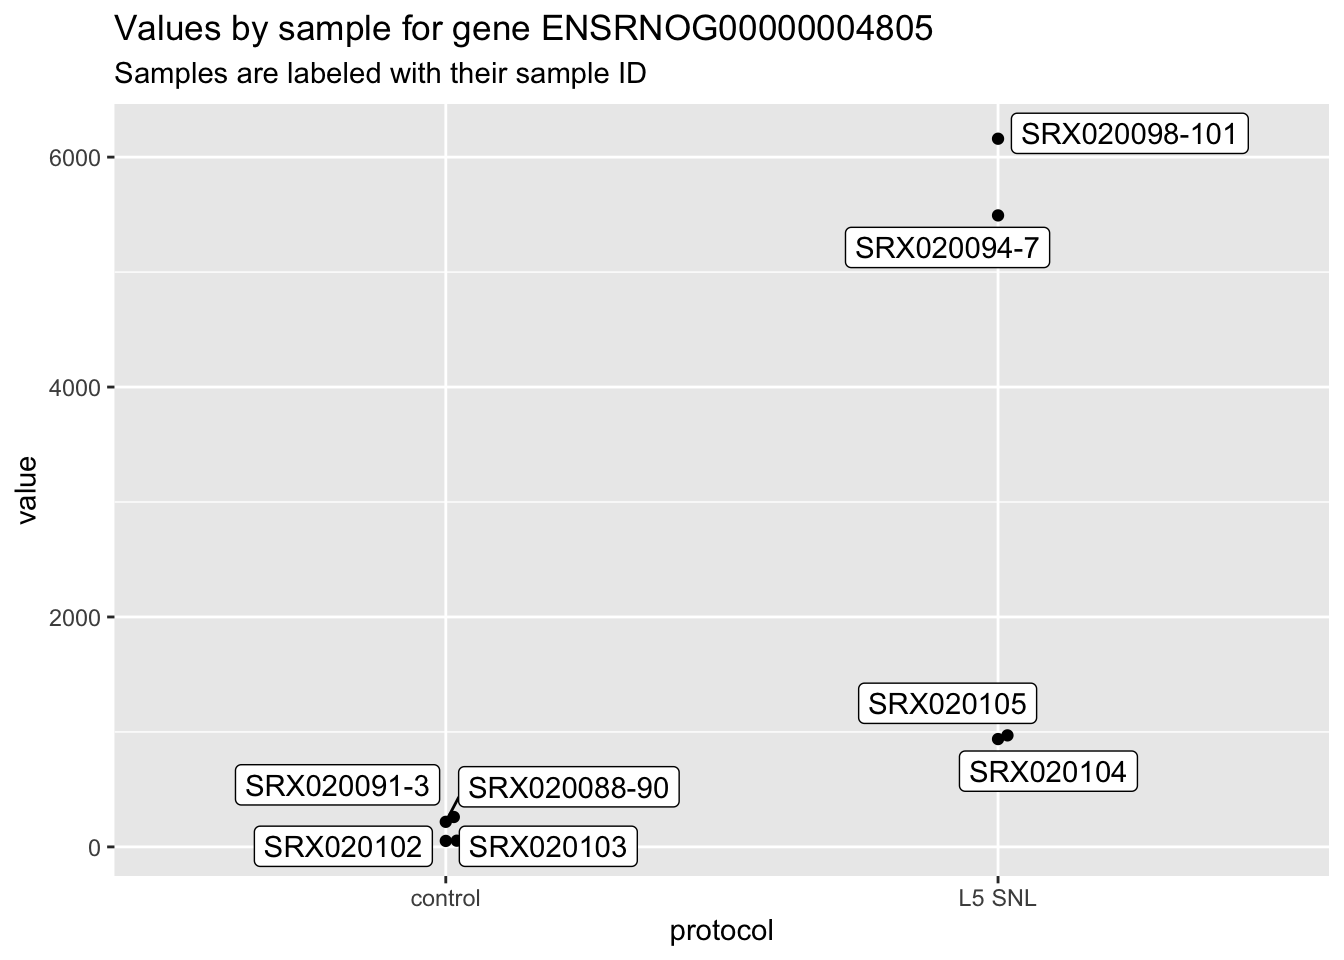 Values by sample for gene ENSRNOG00000004805
Samples are labeled with their sample ID
SRX020098-101
6000
SRX020094-7
4000
value
2000
SRX020105
SRX020104
SRX020091-3
SRX020088-90
0
SRX020102
SRX020103
control
L5 SNL
protocol